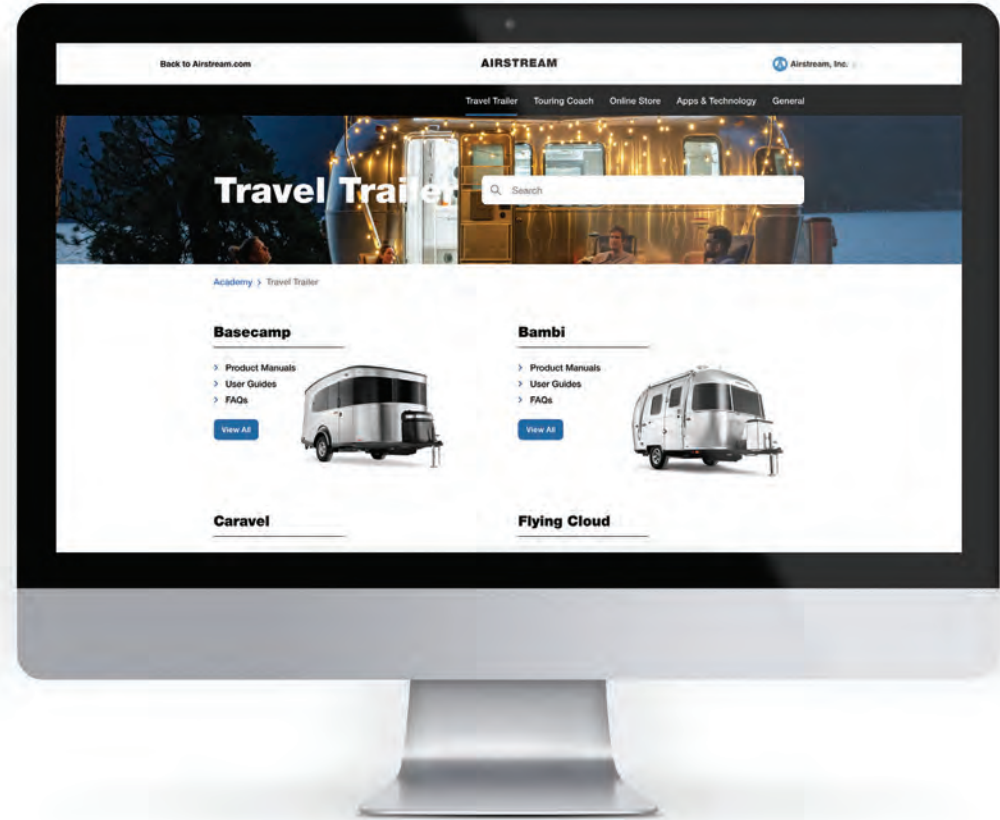 Back to Airstream.com
AIRSTREAM
Airstream, Inc.
Travel Trailer Touring Coach Online Store Apps & Technology General
Travel Trailer
Search
Academy > Travel Trailer
Basecamp
> Product Manuals
> User Guides
> FAQs
View All
Bambi
> Product Manuals
> User Guides
> FAQs
View All
Caravel
Flying Cloud